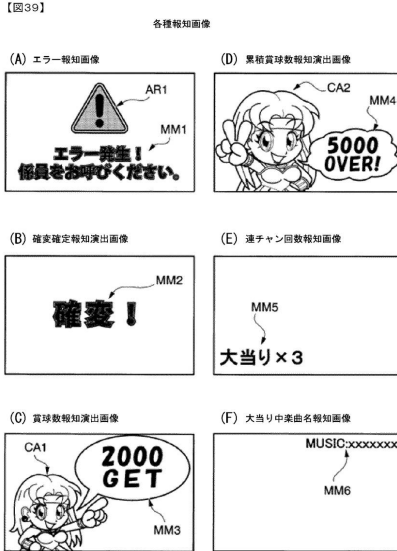 【図39】
各種報知画像
(A) エラー報知画像
AR1
MM1
エラー発生！
係員をお呼びください。
(B) 確変確定報知演出画像
MM2
確変！
(C) 賞球数報知演出画像
CA1
2000
GET
MM3
(D) 累積賞球数報知演出画像
CA2
MM4
5000
OVER!
(E) 連チャン回数報知画像
MM5
大当り×3
(F) 大当り中楽曲名報知画像
MUSIC:xxxxxxx
MM6